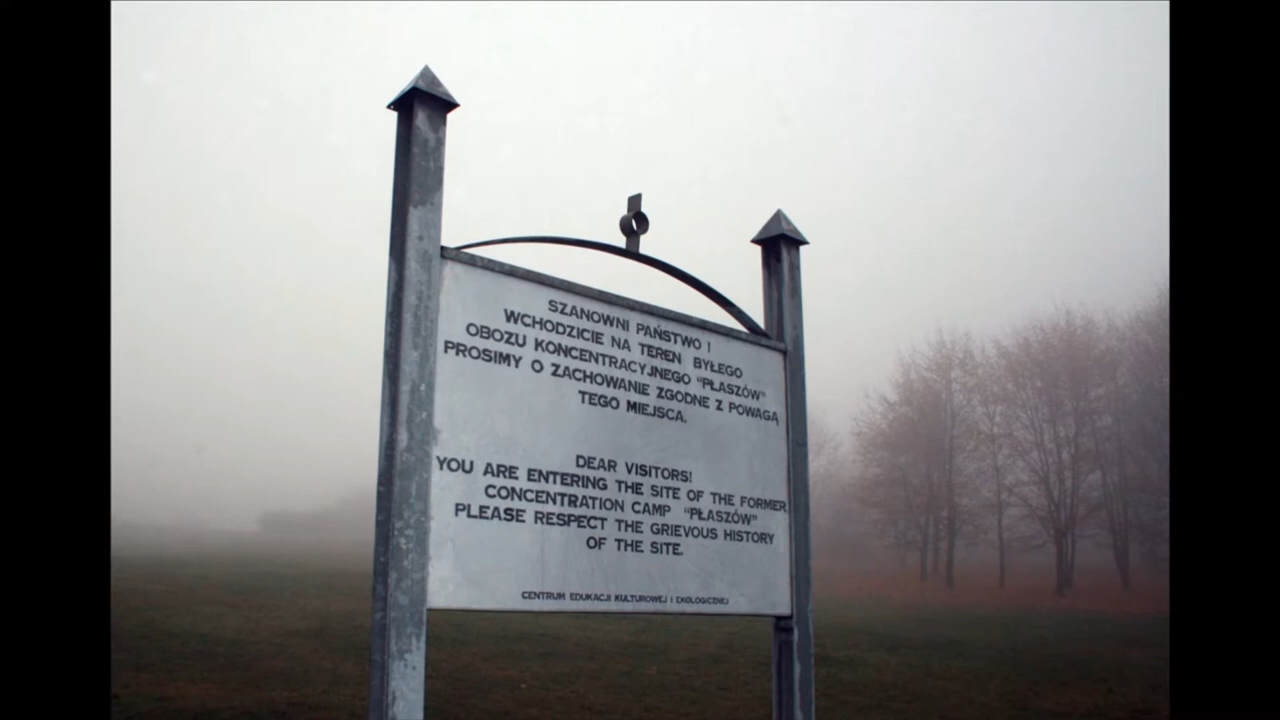 SZANOWNI PAŃSTWO !
WCHODZICIE NA TEREN BYŁEGO
OBOZU KONCENTRACYJNEGO "PŁASZÓW"
PROSIMY O ZACHOWANIE ZGODNE Z POWAGĄ
TEGO MIEJSCA.
DEAR VISITORS!
YOU ARE ENTERING THE SITE OF THE FORMER
CONCENTRATION CAMP "PŁASZÓW"
PLEASE RESPECT THE GRIEVOUS HISTORY
OF THE SITE.
CENTRUM EDUKACJI KULTUROWEJ I EKOLOGICZNEJ